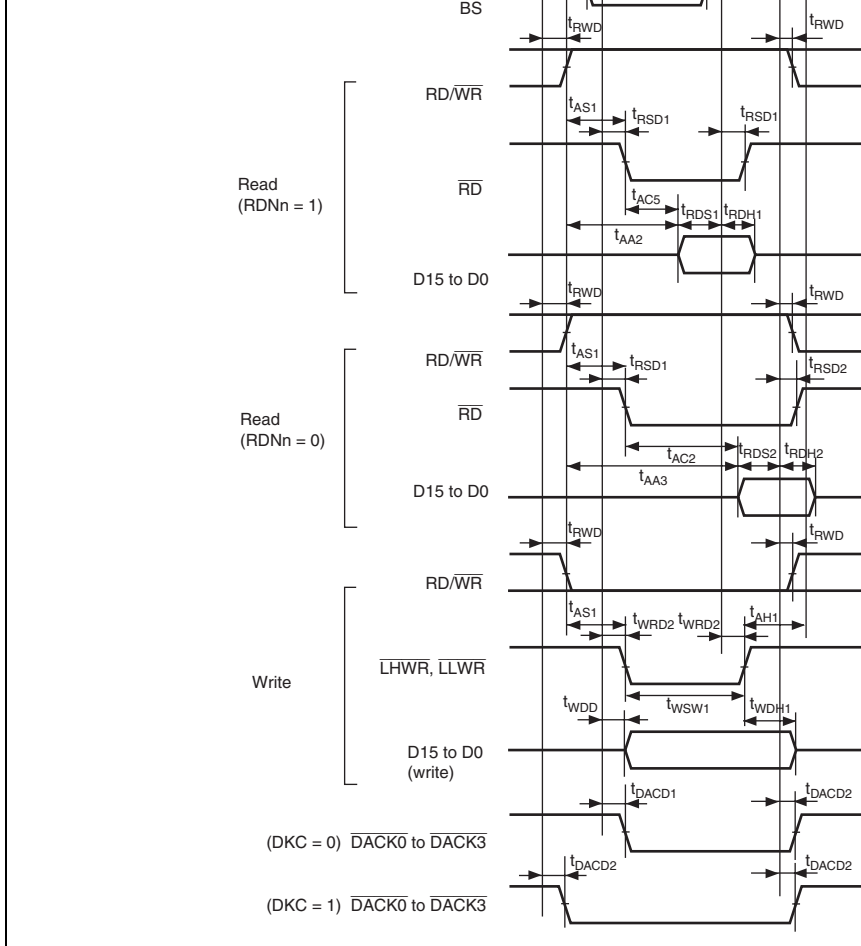 BS
tRWD tRWD
RD/WR
tAS1 tRSD1 tRSD1
Read
(RDNn = 1)
RD
tAC5 tRDS1 tRDH1
tAA2
D15 to D0
tRWD tRWD
RD/WR
tAS1 tRSD1 tRSD2
Read
(RDNn = 0)
RD
tAC2 tRDS2 tRDH2
tAA3
D15 to D0
tRWD tRWD
RD/WR
tAS1 tWRD2 tWRD2 tAH1
Write
LHWR, LLWR
tWDD tWSW1 tWDH1
D15 to D0
(write)
tDACD1 tDACD2
(DKC = 0) DACK0 to DACK3
tDACD2 tDACD2
(DKC = 1) DACK0 to DACK3